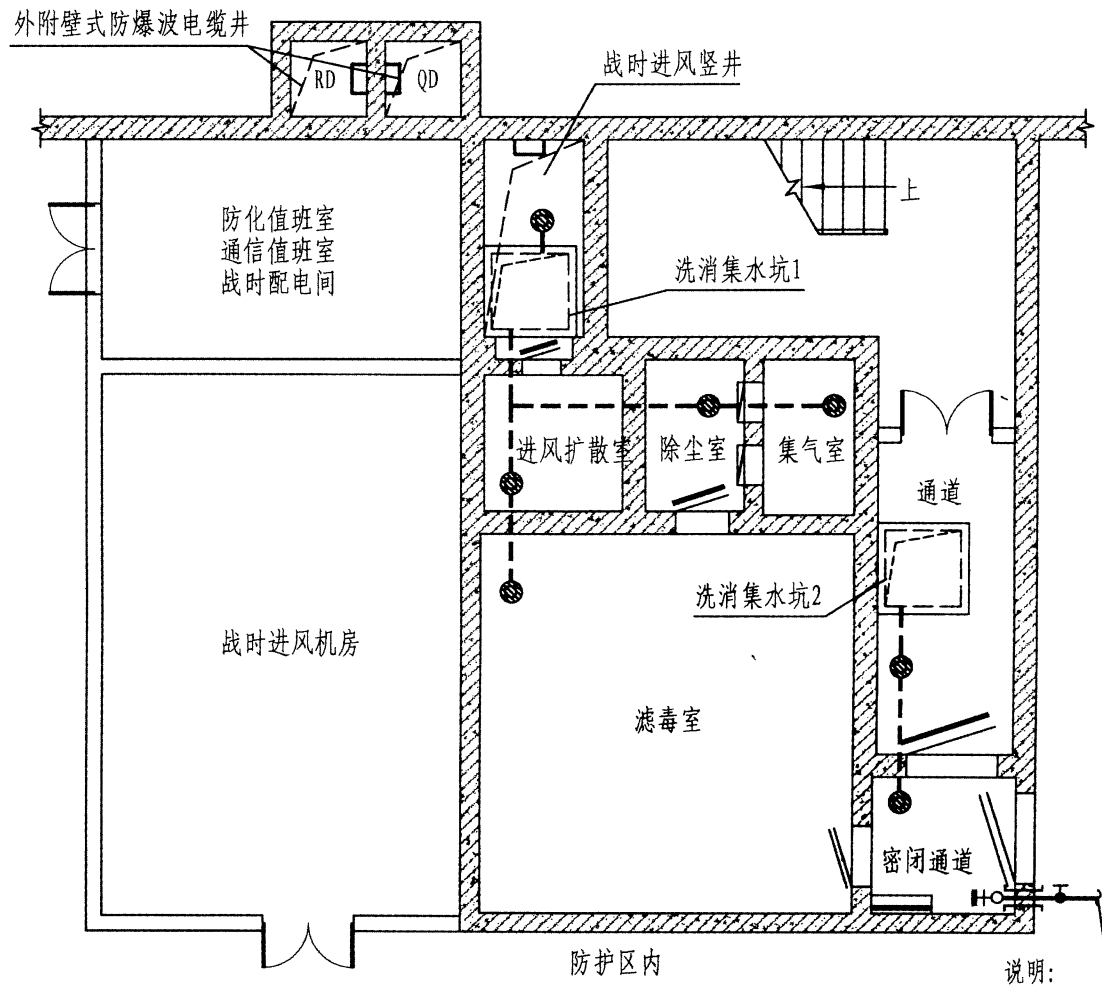 外附壁式防爆波电缆井
RD
QD
战时进风竖井
上
防化值班室
通信值班室
战时配电间
洗消集水坑1
进风扩散室
除尘室
集气室
通道
洗消集水坑2
战时进风机房
滤毒室
密闭通道
防护区内
说明: